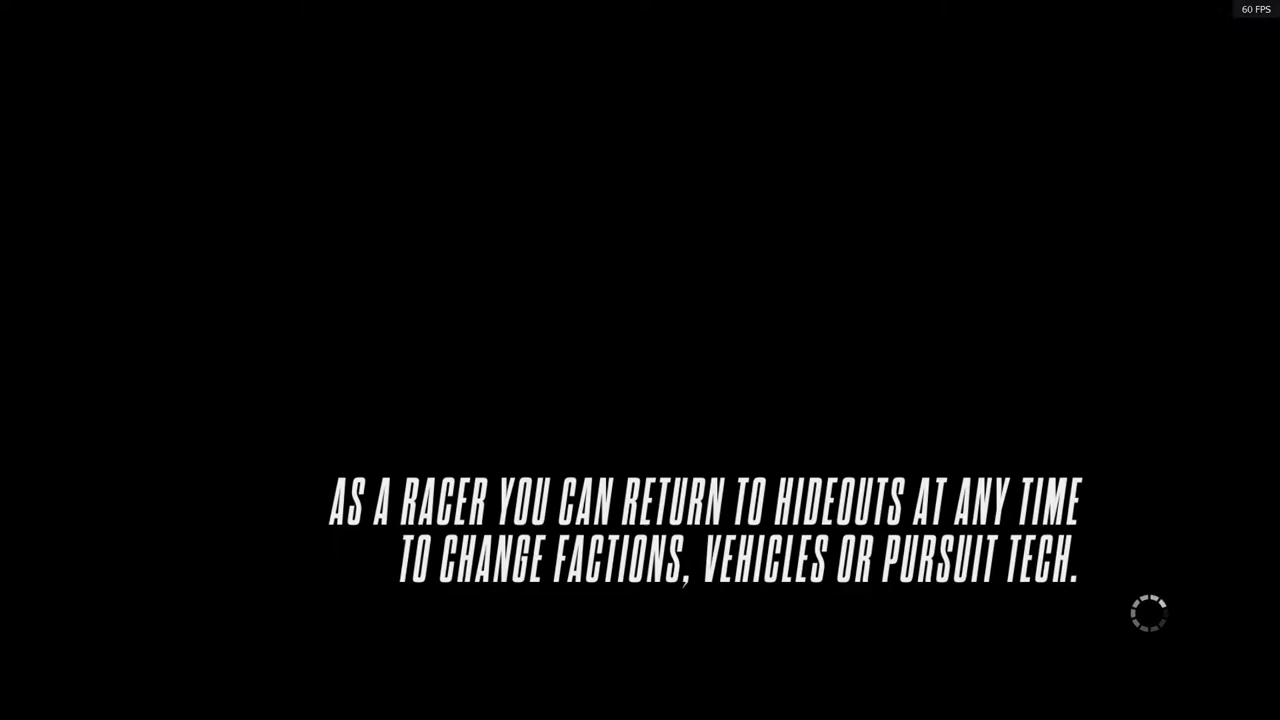 60 FPS
AS A RACER YOU CAN RETURN TO HIDEOUTS AT ANY TIME
TO CHANGE FACTIONS, VEHICLES OR PURSUIT TECH.